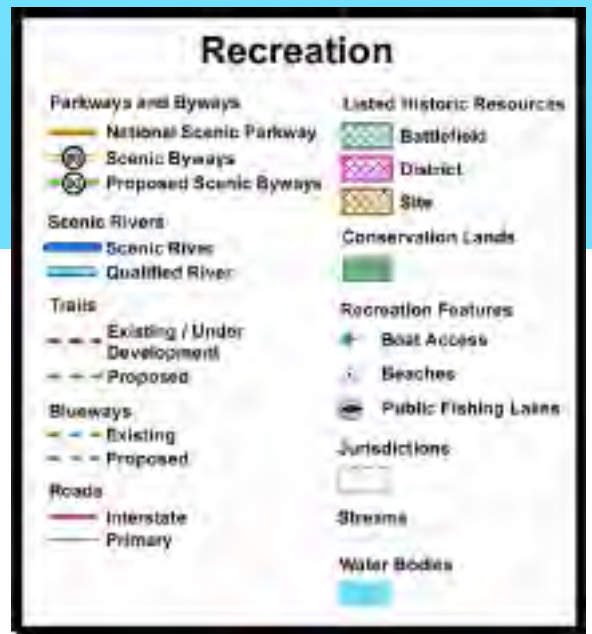 Recreation
Parkways and Byways
National Scenic Parkway
Scenic Byways
Proposed Scenic Byways
Scenic Rivers
Scenic River
Qualified River
Trails
Existing / Under
Development
Proposed
Blueways
Existing
Proposed
Roads
Interstate
Primary
Listed Historic Resources
Battlefield
District
Site
Conservation Lands
Recreation Features
Boat Access
Beaches
Public Fishing Lakes
Jurisdictions
Streams
Water Bodies